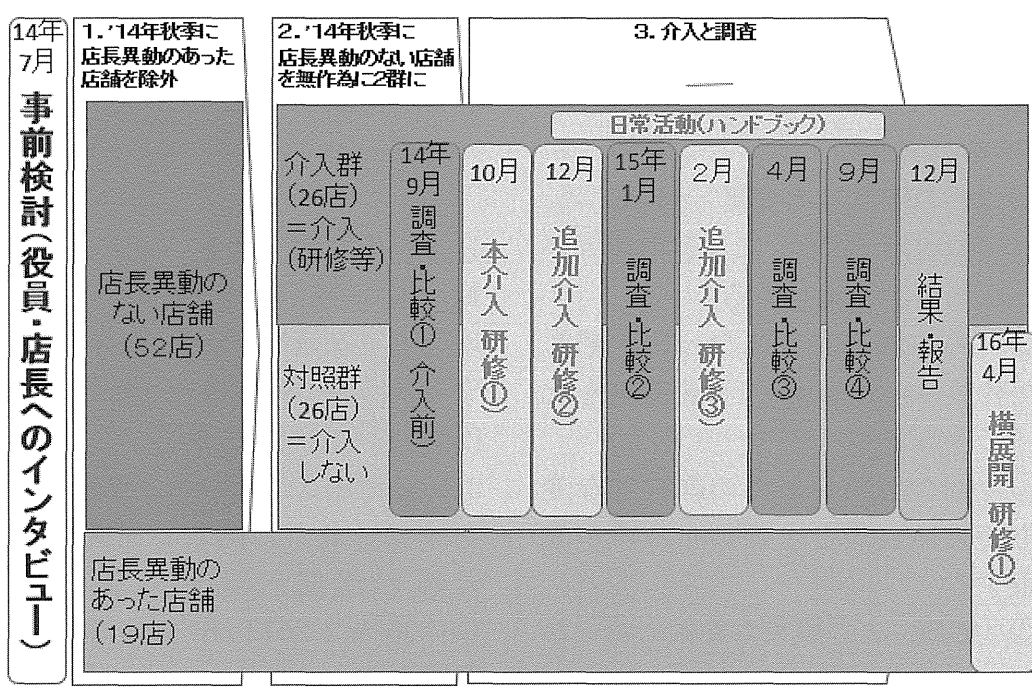 14年
7月
事前検討(役員・店長へのインタビュー)
1. '14年秋季に
店長異動のあった
店舗を除外
2. '14年秋季に
店長異動のない店舗
を無作為に2群に
3. 介入と調査
日常活動(ハンドブック)
店長異動の
ない店舗
(52店)
介入群
(26店)
=介入
(研修等)
対照群
(26店)
=介入
しない
14年
9月
調査・比較①(介入前)
10月
本介入(研修①)
12月
追加介入(研修②)
15年
1月
調査・比較②
2月
追加介入(研修③)
4月
調査・比較③
9月
調査・比較④
12月
結果・報告
16年
4月
横展開(研修①)
店長異動の
あった店舗
(19店)